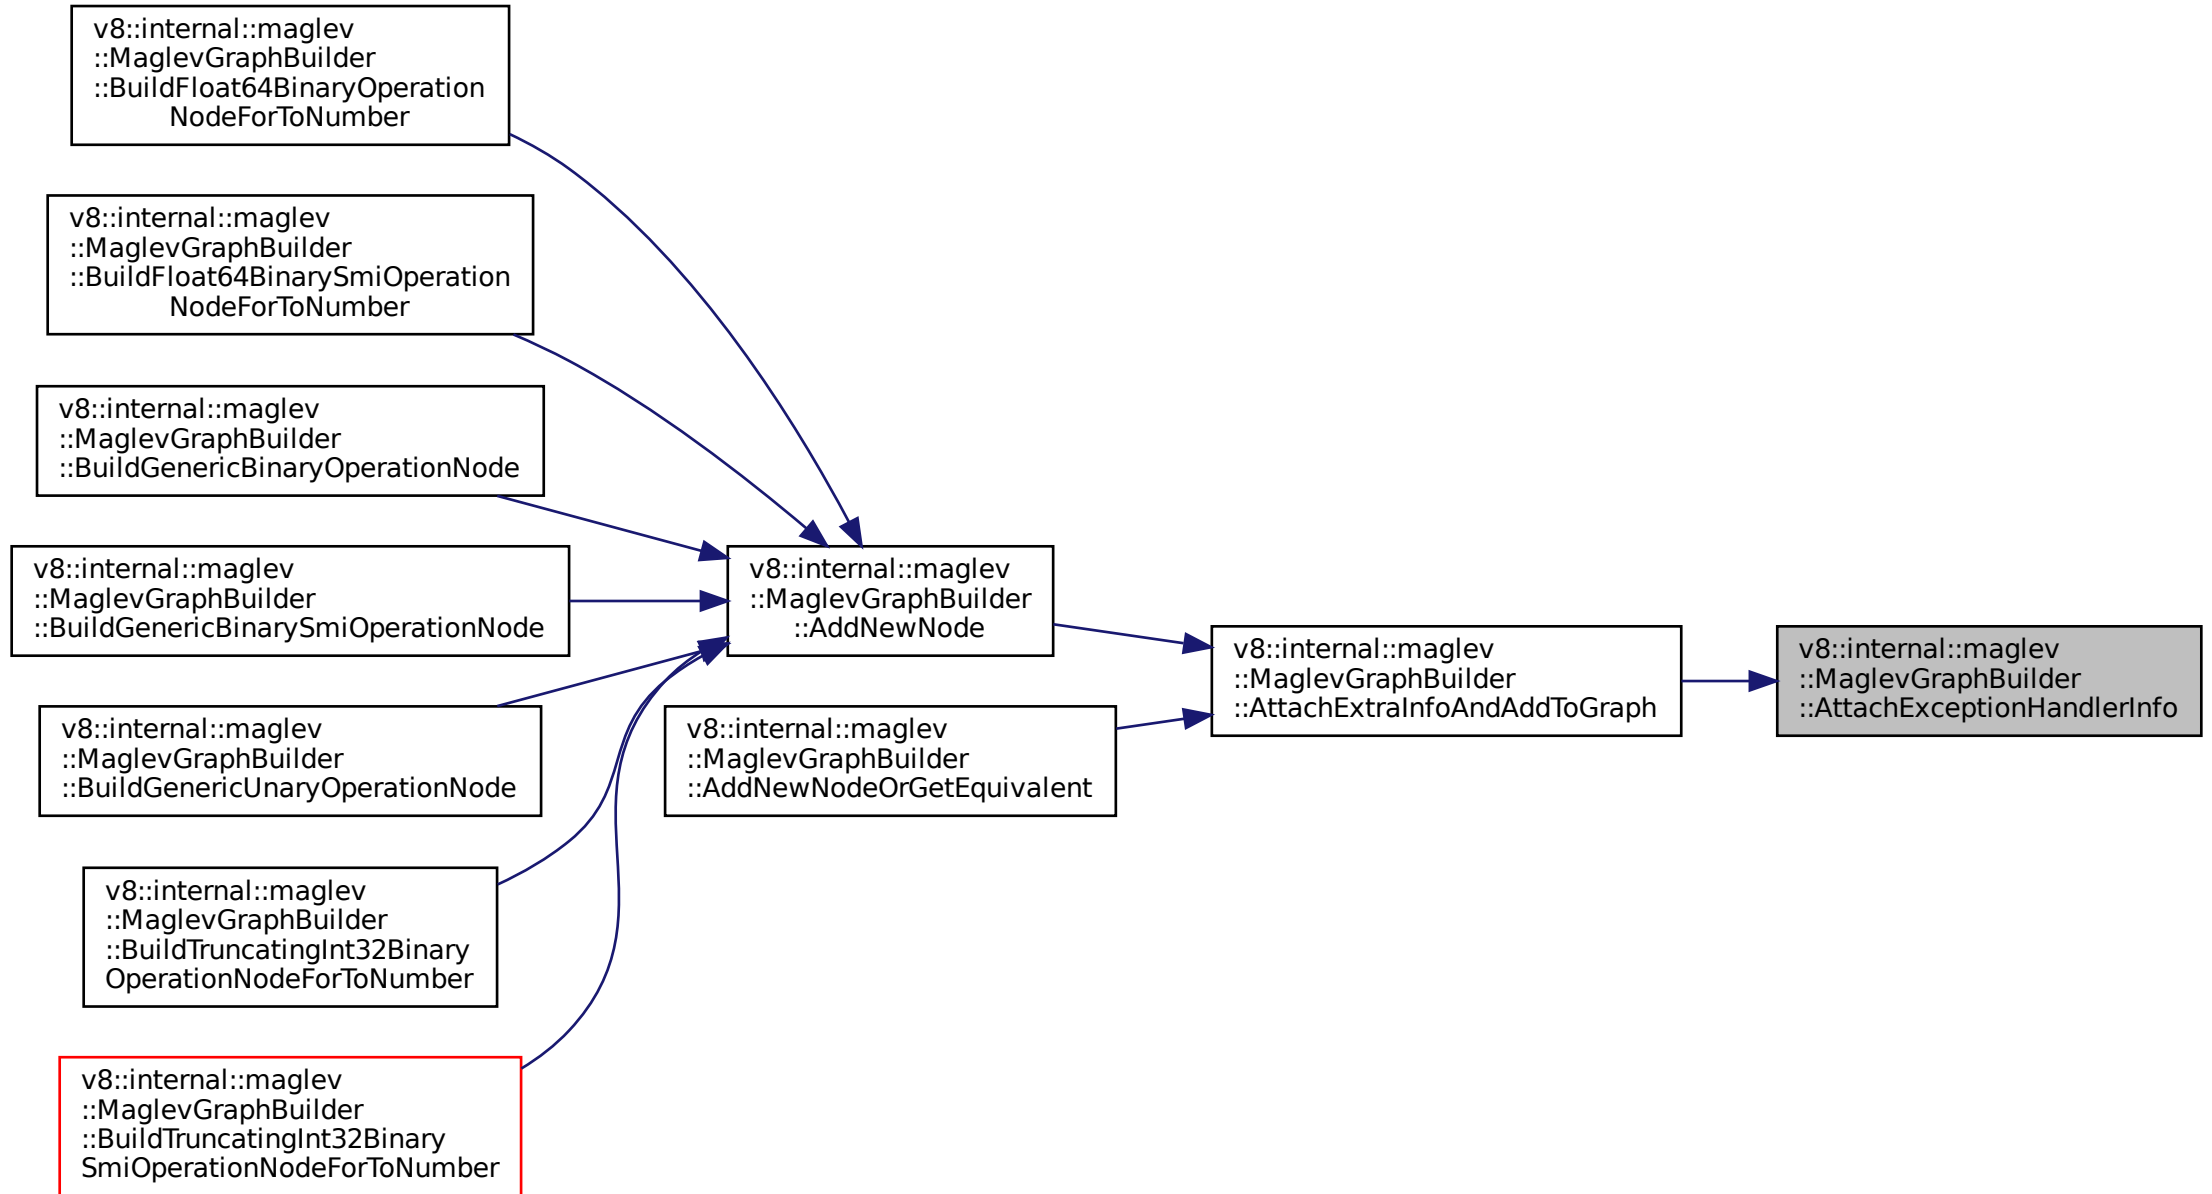 v8::internal::maglev
::MaglevGraphBuilder
::BuildFloat64BinaryOperation
NodeForToNumber
v8::internal::maglev
::MaglevGraphBuilder
::BuildFloat64BinarySmiOperation
NodeForToNumber
v8::internal::maglev
::MaglevGraphBuilder
::BuildGenericBinaryOperationNode
v8::internal::maglev
::MaglevGraphBuilder
::BuildGenericBinarySmiOperationNode
v8::internal::maglev
::MaglevGraphBuilder
::BuildGenericUnaryOperationNode
v8::internal::maglev
::MaglevGraphBuilder
::BuildTruncatingInt32Binary
OperationNodeForToNumber
v8::internal::maglev
::MaglevGraphBuilder
::BuildTruncatingInt32Binary
SmiOperationNodeForToNumber
v8::internal::maglev
::MaglevGraphBuilder
::AddNewNode
v8::internal::maglev
::MaglevGraphBuilder
::AddNewNodeOrGetEquivalent
v8::internal::maglev
::MaglevGraphBuilder
::AttachExtraInfoAndAddToGraph
v8::internal::maglev
::MaglevGraphBuilder
::AttachExceptionHandlerInfo